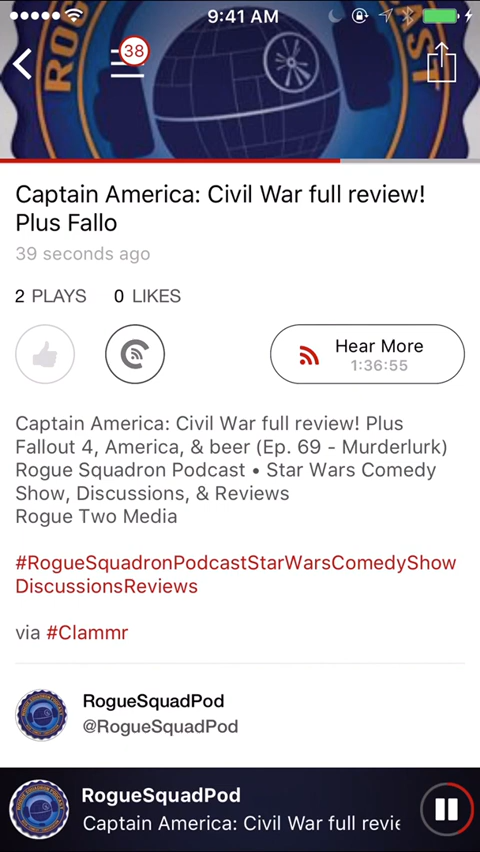 9:41 AM
38
Captain America: Civil War full review!
Plus Fallo
39 seconds ago
2 PLAYS 0 LIKES
Hear More
1:36:55
Captain America: Civil War full review! Plus
Fallout 4, America, & beer (Ep. 69 - Murderlurk)
Rogue Squadron Podcast • Star Wars Comedy
Show, Discussions, & Reviews
Rogue Two Media
#RogueSquadronPodcastStarWarsComedyShow
DiscussionsReviews
via #Clammr
RogueSquadPod
@RogueSquadPod
RogueSquadPod
Captain America: Civil War full revie